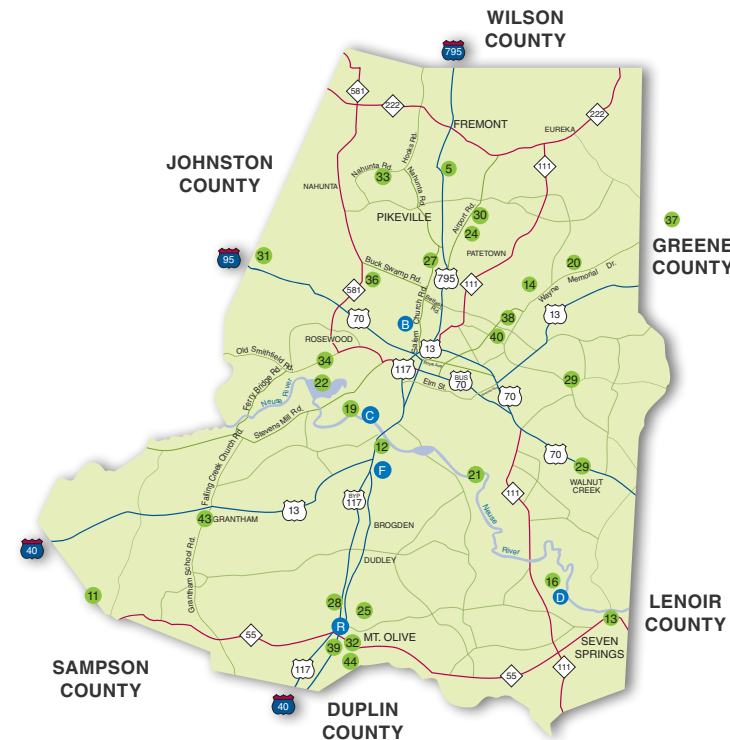 WILSON
COUNTY
795
581
222
222
FREMONT
EUREKA
Hooks Rd.
111
JOHNSTON
COUNTY
Nahunta Rd.
33
5
Nahunta Rd.
NAHUNTA
PIKEVILLE
30
Airport Rd.
24
37
GREENE
COUNTY
31
95
PATETOWN
27
20
Buck Swamp Rd.
36
795
111
14
Wayne Memorial Dr.
581
70
B
Salem Church Rd.
38
13
40
ROSEWOOD
13
Old Smithfield Rd.
34
117
BUS
70
Elm St.
22
29
70
Ferry Bridge Rd.
Neuse
River
19
C
Stevens Mill Rd.
12
Falling Creek Church Rd.
F
70
29
21
WALNUT
CREEK
BYP
117
111
13
43
GRANTHAM
BROGDEN
Neuse
River
40
DUDLEY
Grantham School Rd.
16
D
11
28
25
13
LENOIR
COUNTY
R
55
MT. OLIVE
32
39
44
SEVEN
SPRINGS
117
55
111
SAMPSON
COUNTY
40
DUPLIN
COUNTY